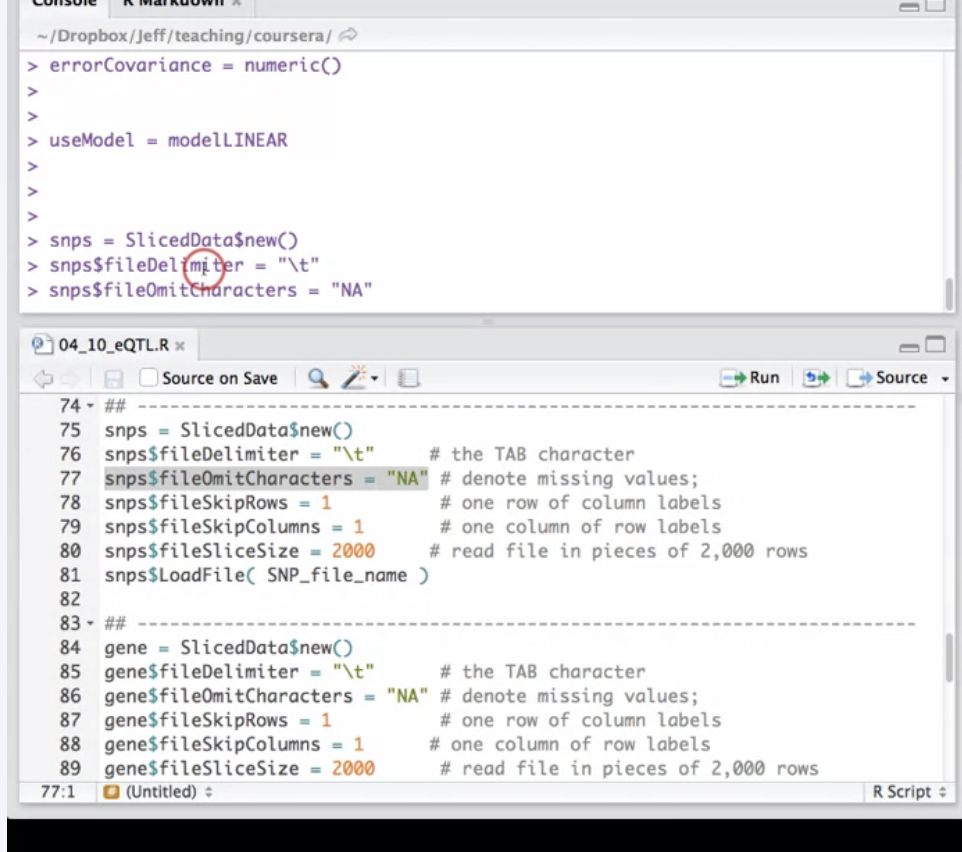 Console R Markdown ×
~/Dropbox/Jeff/teaching/coursera/
> errorCovariance = numeric()
>
>
> useModel = modelLINEAR
>
>
>
> snps = SlicedData$new()
> snps$fileDelimiter = "\t"
> snps$fileOmitCharacters = "NA"
04_10_eQTL.R ×
Source on Save Run Source
74 ## ------------------------------------------------------------------------
75 snps = SlicedData$new()
76 snps$fileDelimiter = "\t" # the TAB character
77 snps$fileOmitCharacters = "NA" # denote missing values;
78 snps$fileSkipRows = 1 # one row of column labels
79 snps$fileSkipColumns = 1 # one column of row labels
80 snps$fileSliceSize = 2000 # read file in pieces of 2,000 rows
81 snps$LoadFile( SNP_file_name )
82
83 ## ------------------------------------------------------------------------
84 gene = SlicedData$new()
85 gene$fileDelimiter = "\t" # the TAB character
86 gene$fileOmitCharacters = "NA" # denote missing values;
87 gene$fileSkipRows = 1 # one row of column labels
88 gene$fileSkipColumns = 1 # one column of row labels
89 gene$fileSliceSize = 2000 # read file in pieces of 2,000 rows
77:1 (Untitled) R Script